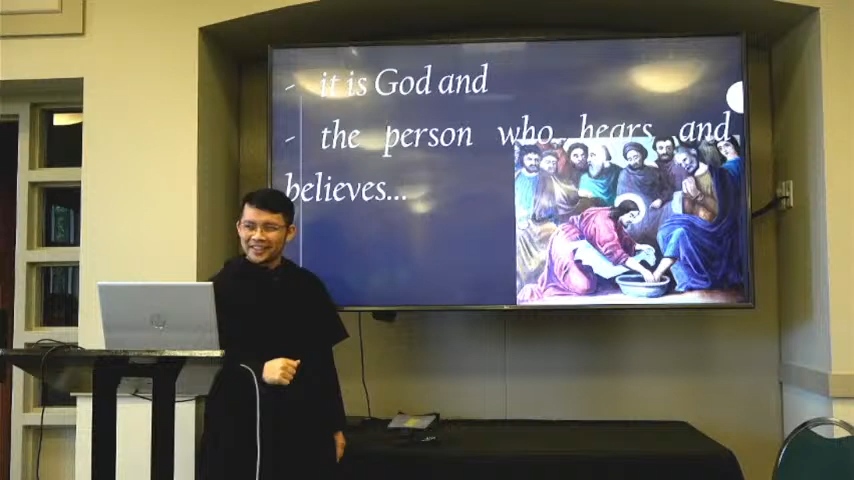 - it is God and
- the person who hears and
believes...